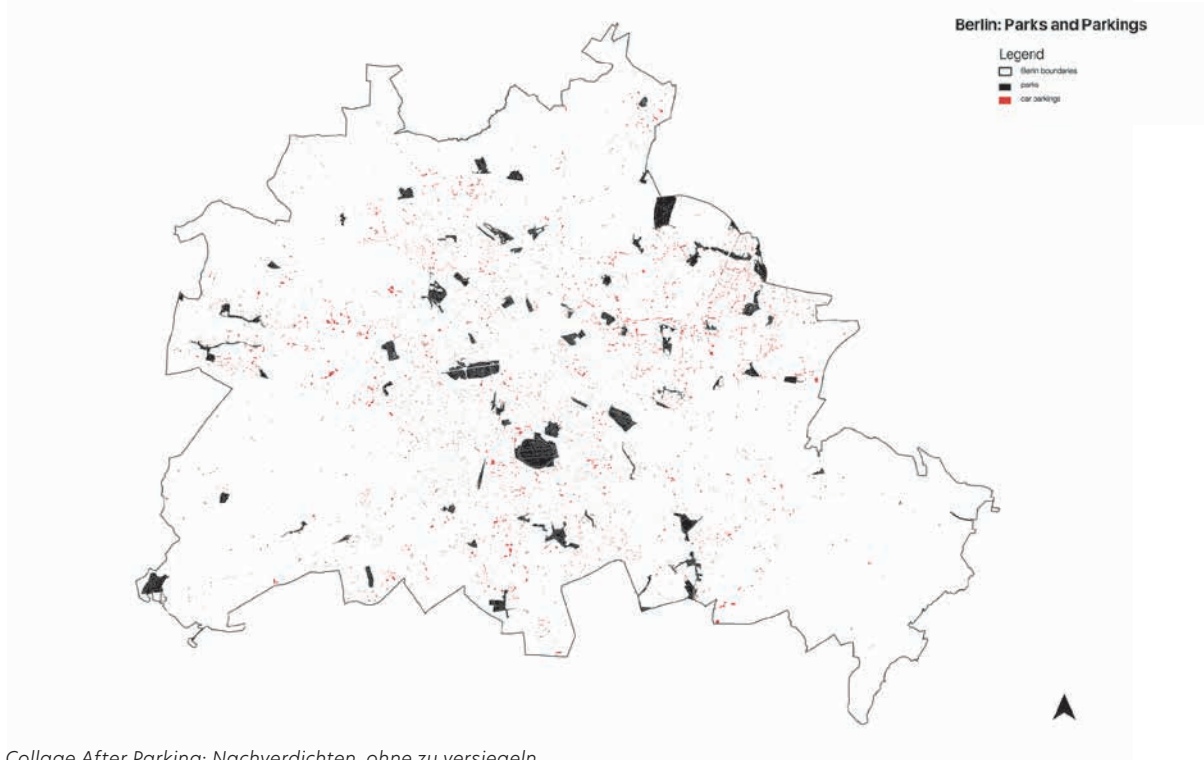 Berlin: Parks and Parkings
Legend
Berlin boundaries
parks
car parkings
Collage After Parking: Nachverdichten, ohne zu versiegeln